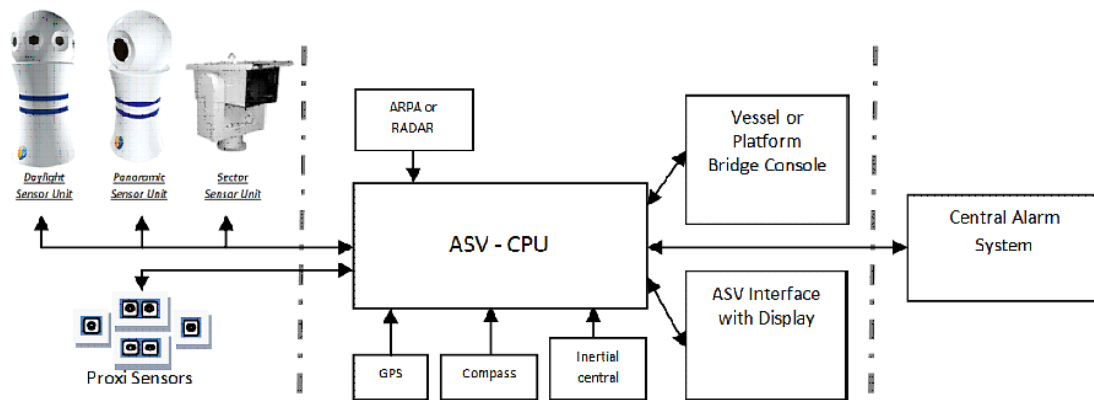 Daylight
Sensor Unit
Panoramic
Sensor Unit
Sector
Sensor Unit
ARPA or
RADAR
Vessel or
Platform
Bridge Console
ASV - CPU
Central Alarm
System
ASV Interface
with Display
Proxi Sensors
GPS
Compass
Inertial
central